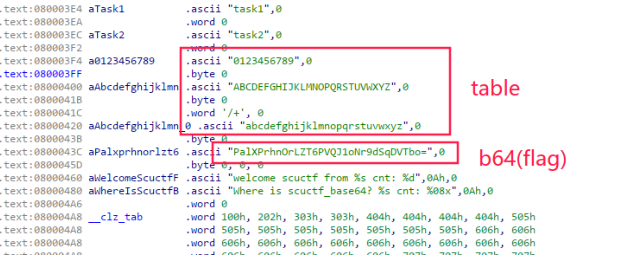 .text:080003E4 aTask1 .ascii "task1",0
.text:080003EA .word 0
.text:080003EC aTask2 .ascii "task2",0
.text:080003F2 .word 0
.text:080003F4 a0123456789 .ascii "0123456789",0
.text:080003FF .byte 0
.text:08000400 aAbcdefghijklmn .ascii "ABCDEFGHIJKLMNOPQRSTUVWXYZ",0
.text:0800041B .byte 0
.text:0800041C .word '/+', 0
.text:08000420 aAbcdefghijklmn_0 .ascii "abcdefghijklmnopqrstuvwxyz",0
.text:0800043B .byte 0
.text:0800043C aPalxprhnorlzt6 .ascii "PalXPrhnOrLZT6PVQJ1oNr9dSqDVTbo=",0
.text:0800045D .byte 0, 0, 0
.text:08000460 aWelcomeScuctfF .ascii "welcome scuctf from %s cnt: %d",0Ah,0
.text:08000480 aWhereIsScuctfB .ascii "Where is scuctf_base64? %s cnt: %08x",0Ah,0
.text:080004A6 .word 0
.text:080004A8 __clz_tab .word 100h, 202h, 303h, 303h, 404h, 404h, 404h, 404h, 505h
.text:080004A8 .word 505h, 505h, 505h, 505h, 505h, 505h, 505h, 606h, 606h
.text:080004A8 .word 606h, 606h, 606h, 606h, 606h, 606h, 606h, 606h, 606h
table
b64(flag)